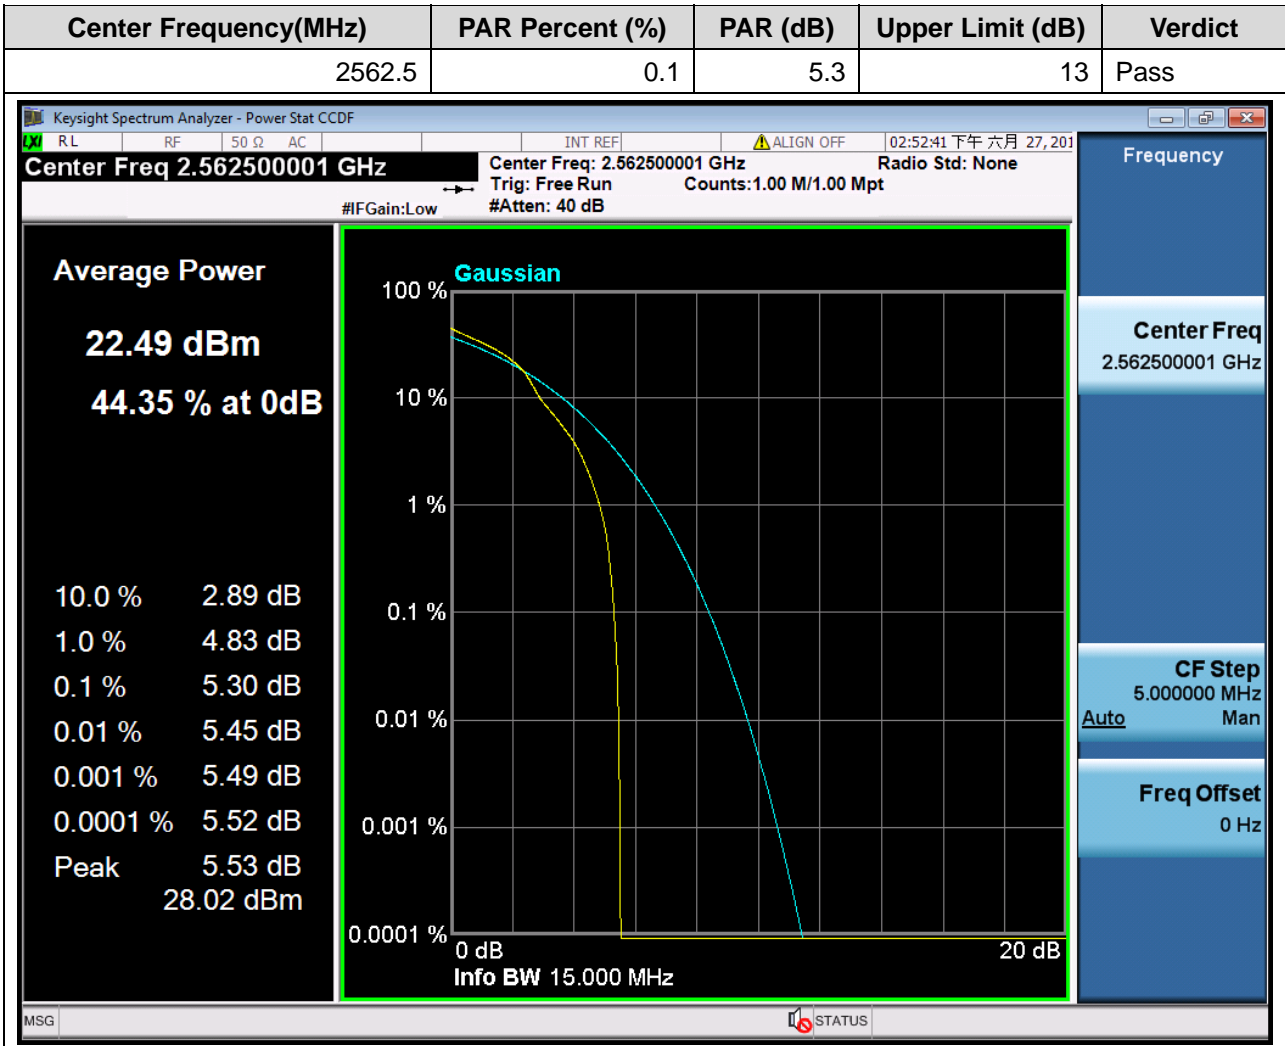 Center Frequency(MHz) PAR Percent (%) PAR (dB) Upper Limit (dB) Verdict
2562.5 0.1 5.3 13 Pass
Keysight Spectrum Analyzer - Power Stat CCDF
LXI RL RF 50 Ω AC INT REF ALIGN OFF 02:52:41 下午 六月 27, 201
Center Freq 2.562500001 GHz
Center Freq: 2.562500001 GHz Radio Std: None
Trig: Free Run Counts:1.00 M/1.00 Mpt
#IFGain:Low #Atten: 40 dB
Average Power
22.49 dBm
44.35 % at 0dB
10.0 % 2.89 dB
1.0 % 4.83 dB
0.1 % 5.30 dB
0.01 % 5.45 dB
0.001 % 5.49 dB
0.0001 % 5.52 dB
Peak 5.53 dB
28.02 dBm
Gaussian
100 %
10 %
1 %
0.1 %
0.01 %
0.001 %
0.0001 %
0 dB 20 dB
Info BW 15.000 MHz
Frequency
Center Freq
2.562500001 GHz
CF Step
5.000000 MHz
Auto Man
Freq Offset
0 Hz
MSG STATUS